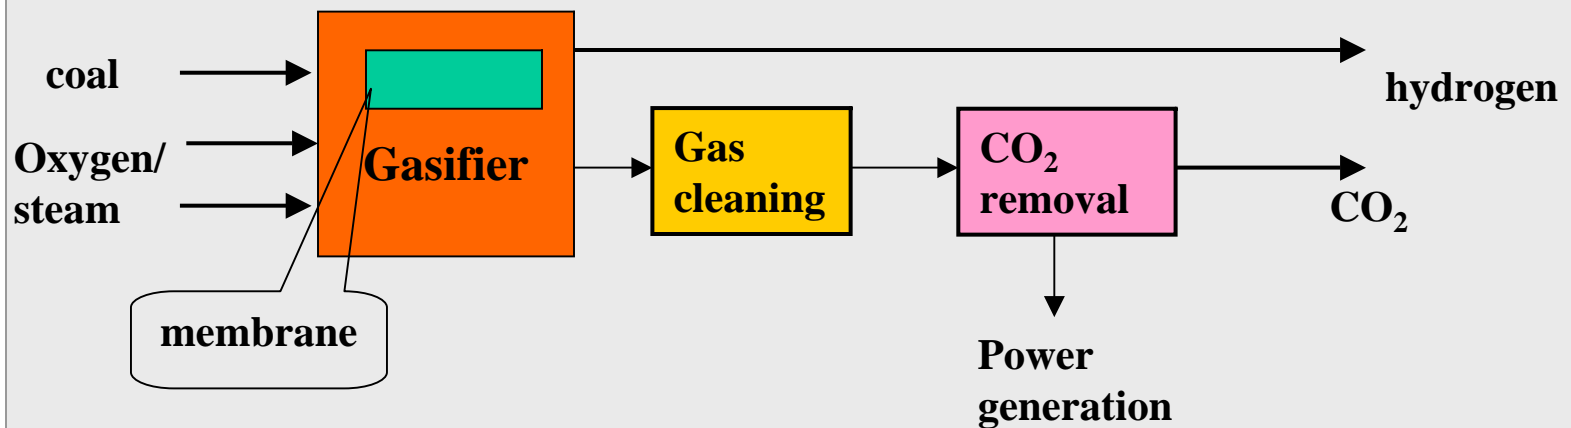 coal
Oxygen/
steam
Gasifier
membrane
Gas
cleaning
CO₂
removal
hydrogen
CO₂
Power
generation